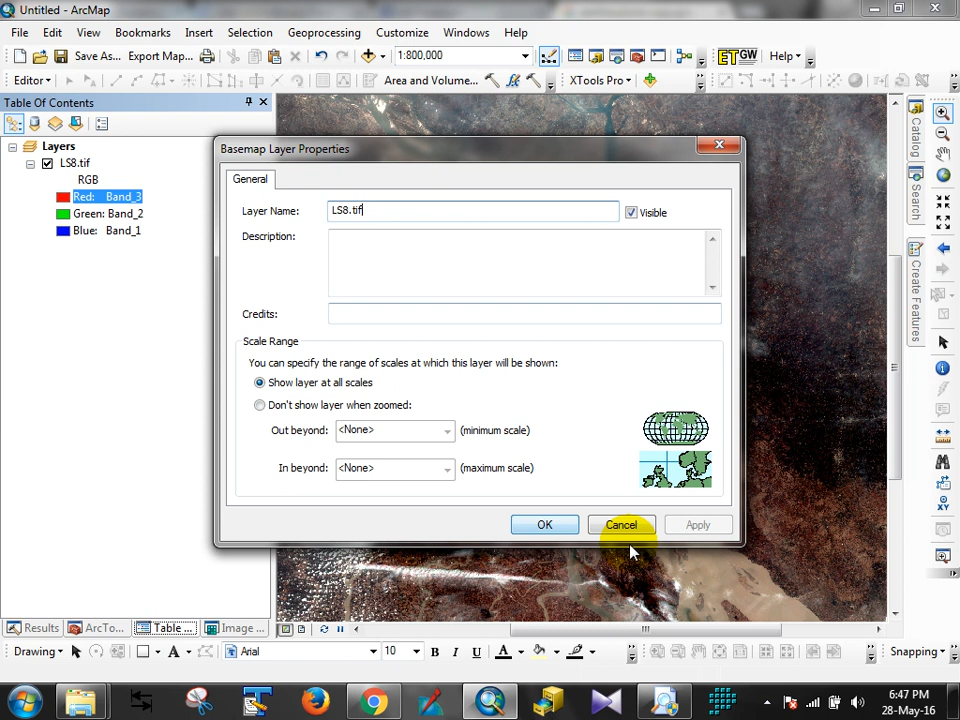 Untitled - ArcMap
File Edit View Bookmarks Insert Selection Geoprocessing Customize Windows Help
Save As... Export Map... 1:800,000 ETGW Help
Editor Area and Volume... XTools Pro
Table Of Contents
Layers
LS8.tif
RGB
Red: Band_3
Green: Band_2
Blue: Band_1
Basemap Layer Properties
General
Layer Name: LS8.tif Visible
Description:
Credits:
Scale Range
You can specify the range of scales at which this layer will be shown:
Show layer at all scales
Don't show layer when zoomed:
Out beyond: <None> (minimum scale)
In beyond: <None> (maximum scale)
OK Cancel Apply
Catalog
Search
Create Features
XY
Results ArcTo... Table ... Image ...
Drawing A Arial 10 B I U A Snapping
6:47 PM
28-May-16